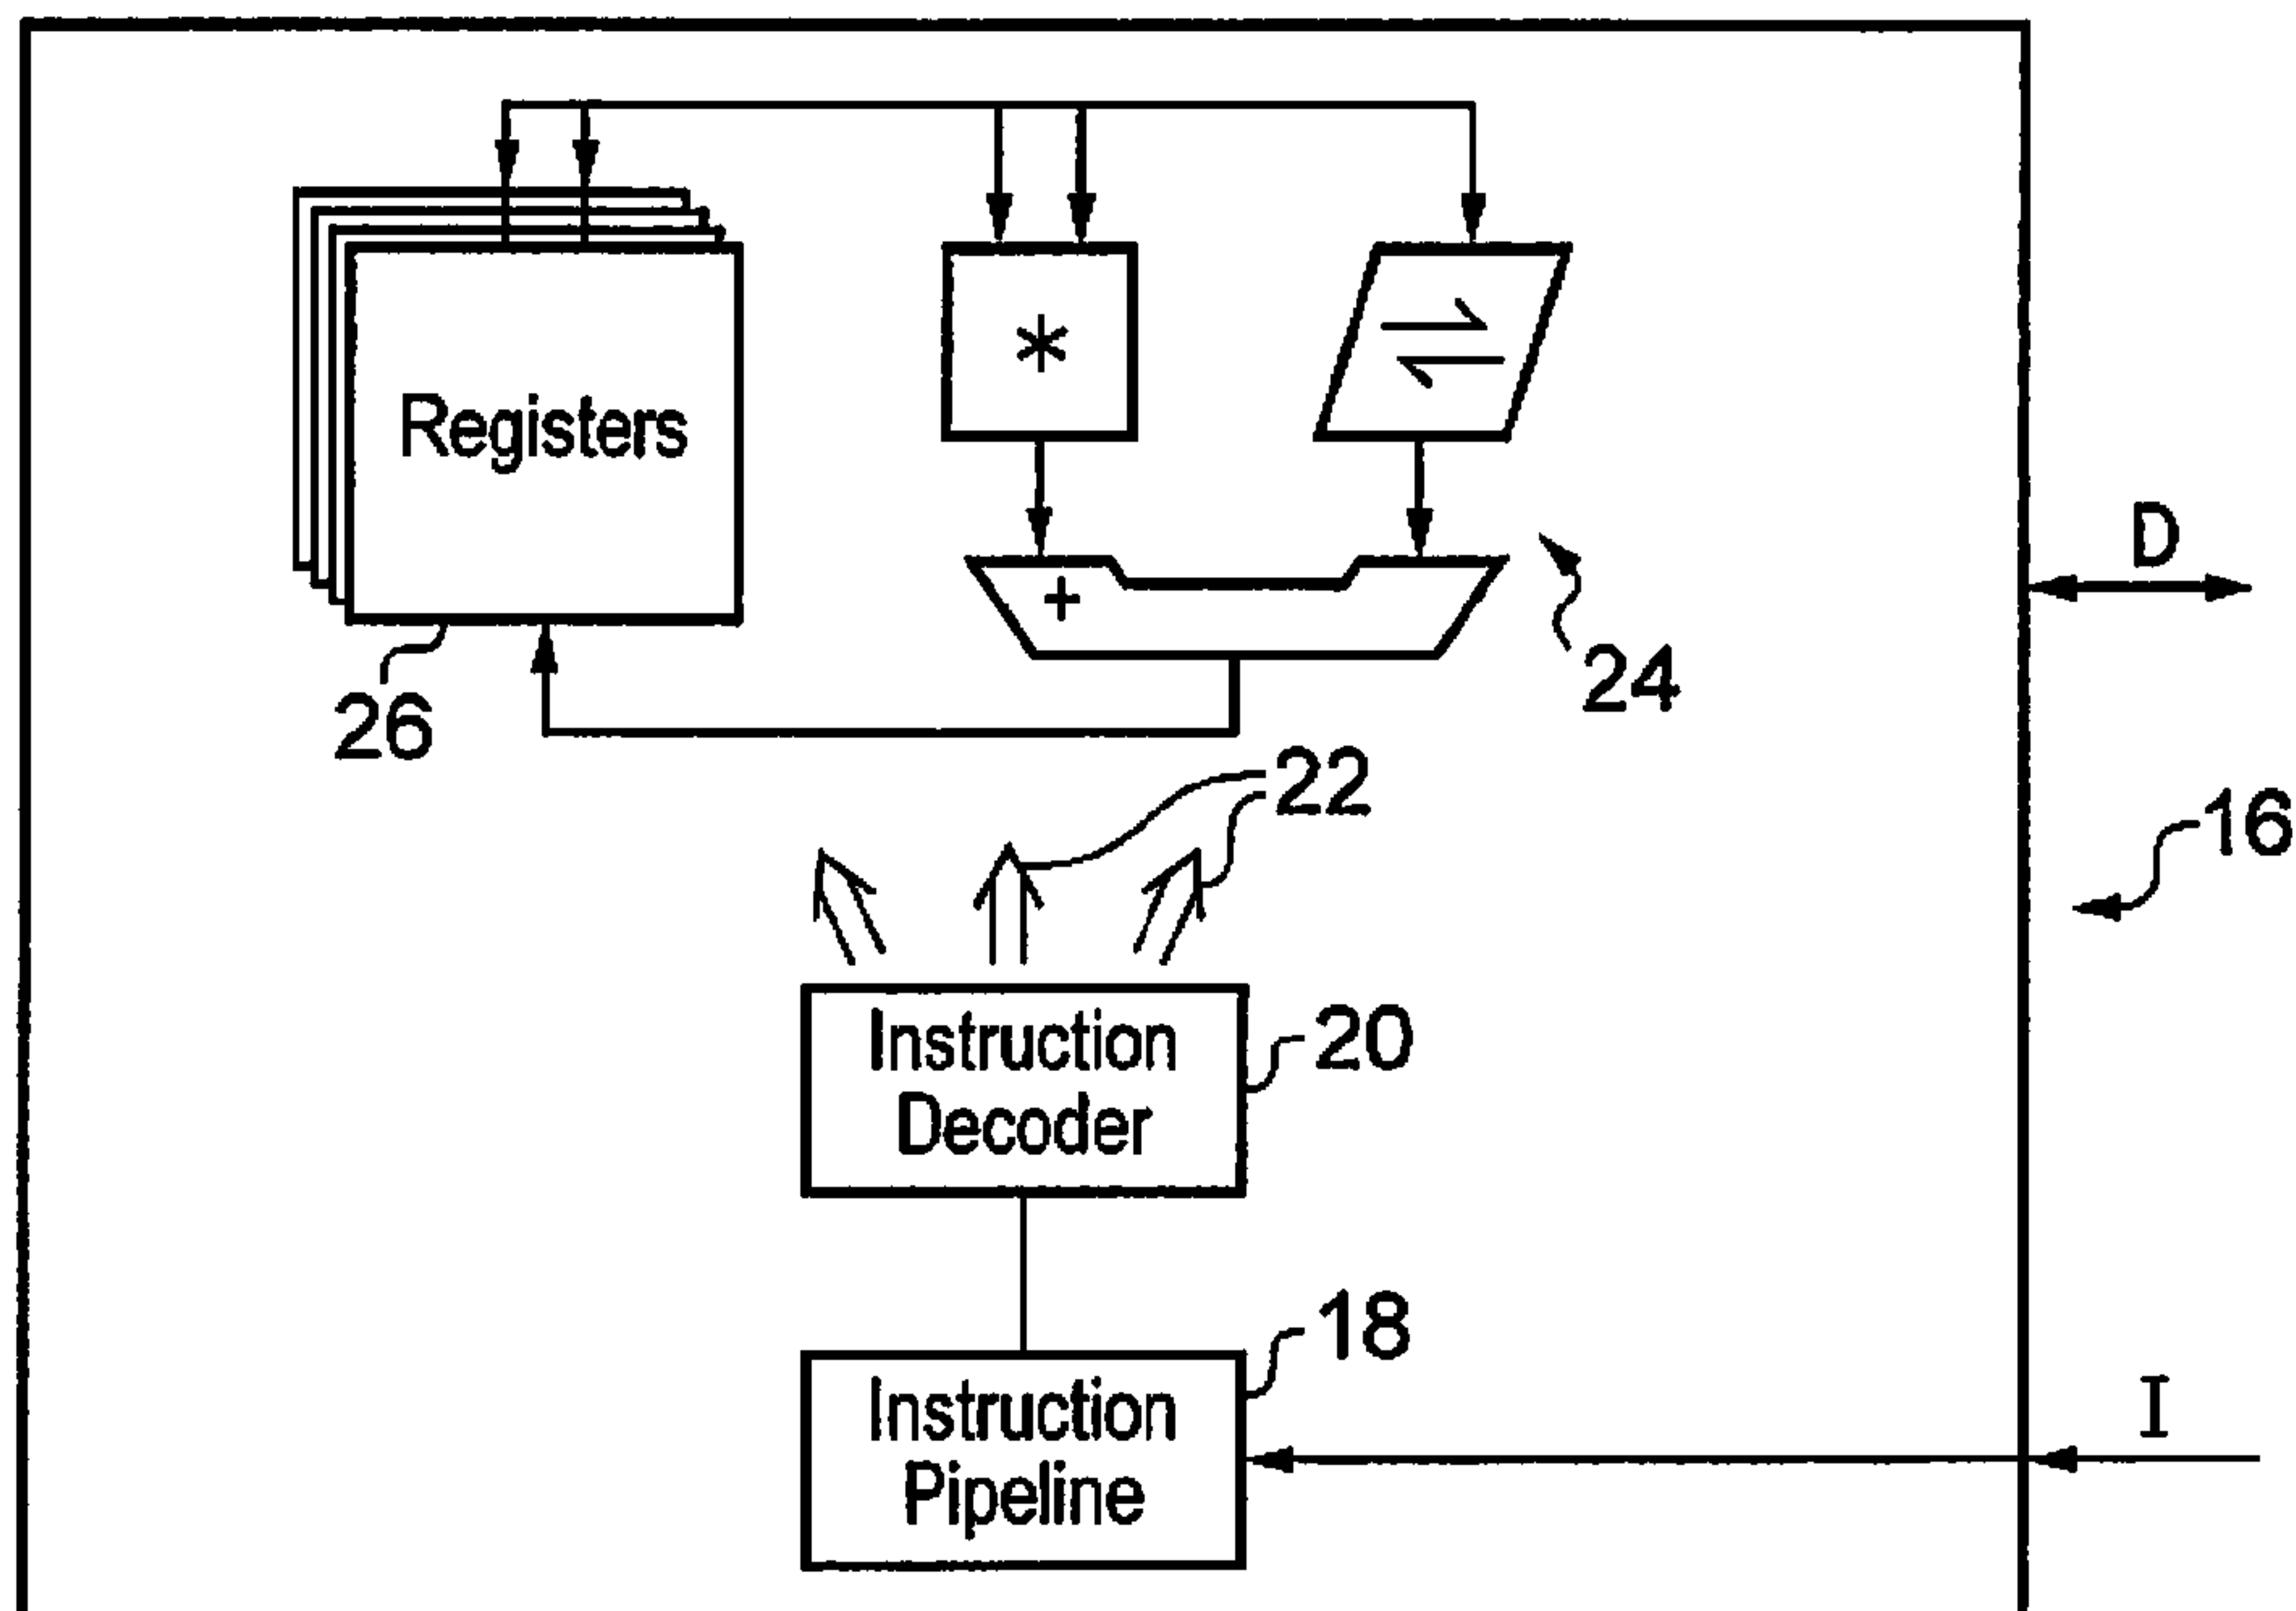 *
Registers
+
D
24
26
22
16
Instruction
Decoder
20
18
Instruction
Pipeline
I